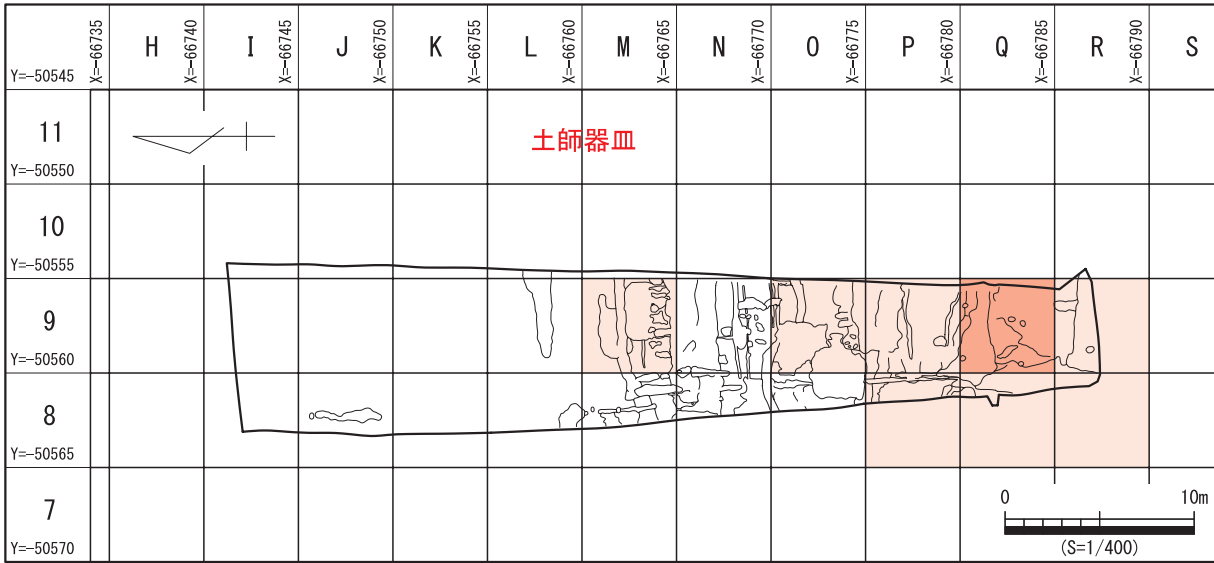 H I J K L M N O P Q R S
X=-66735 X=-66740 X=-66745 X=-66750 X=-66755 X=-66760 X=-66765 X=-66770 X=-66775 X=-66780 X=-66785 X=-66790
Y=-50545
11
土師器皿
Y=-50550
10
Y=-50555
9
Y=-50560
8
Y=-50565
7
0 10m
(S=1/400)
Y=-50570